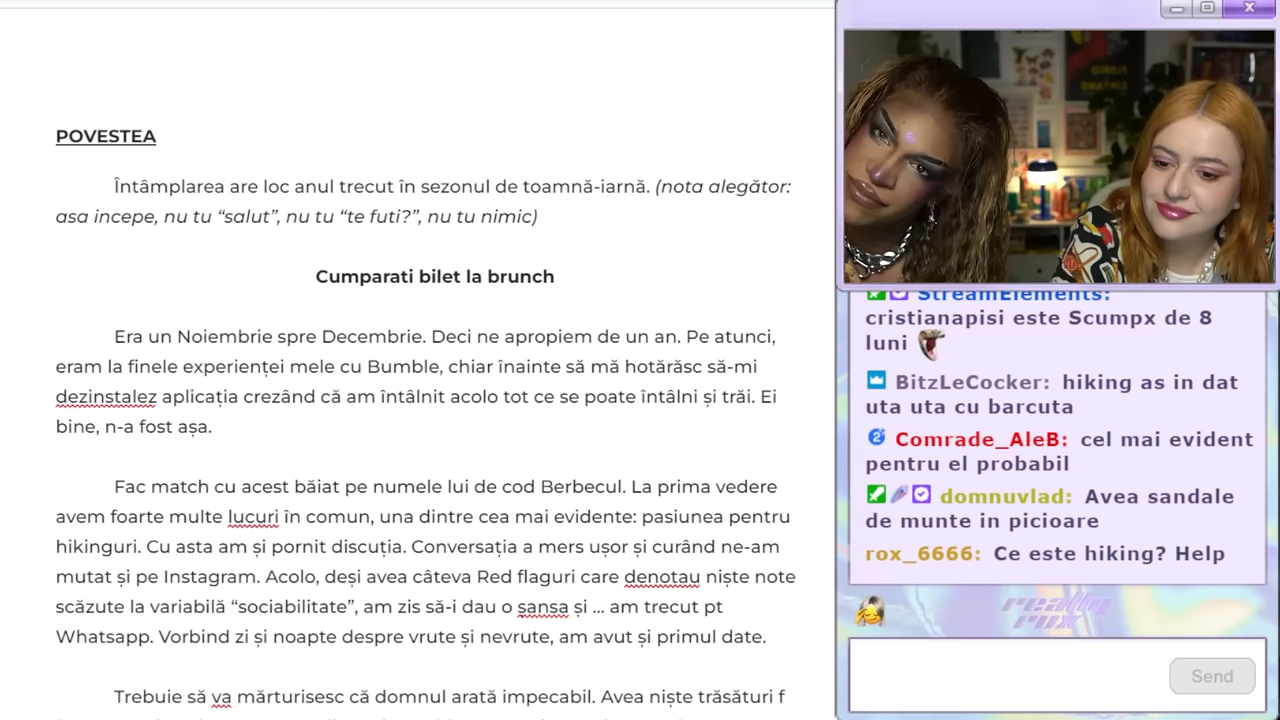 POVESTEA
Întâmplarea are loc anul trecut în sezonul de toamnă-iarnă. (nota alegător:
asa incepe, nu tu “salut”, nu tu “te futi?”, nu tu nimic)
Cumparati bilet la brunch
Era un Noiembrie spre Decembrie. Deci ne apropiem de un an. Pe atunci,
eram la finele experienței mele cu Bumble, chiar înainte să mă hotărăsc să-mi
dezinstalez aplicația crezând că am întâlnit acolo tot ce se poate întâlni și trăi. Ei
bine, n-a fost așa.
Fac match cu acest băiat pe numele lui de cod Berbecul. La prima vedere
avem foarte multe lucuri în comun, una dintre cea mai evidente: pasiunea pentru
hikinguri. Cu asta am și pornit discuția. Conversația a mers ușor și curând ne-am
mutat și pe Instagram. Acolo, deși avea câteva Red flaguri care denotau niște note
scăzute la variabilă “sociabilitate”, am zis să-i dau o sansa și ... am trecut pt
Whatsapp. Vorbind zi și noapte despre vrute și nevrute, am avut și primul date.
Trebuie să va mărturisesc că domnul arată impecabil. Avea niște trăsături f
StreamElements:
cristianapisi este Scumpx de 8
luni
BitzLeCocker: hiking as in dat
uta uta cu barcuta
Comrade_AleB: cel mai evident
pentru el probabil
domnuvlad: Avea sandale
de munte in picioare
rox_6666: Ce este hiking? Help
really
rux
Send